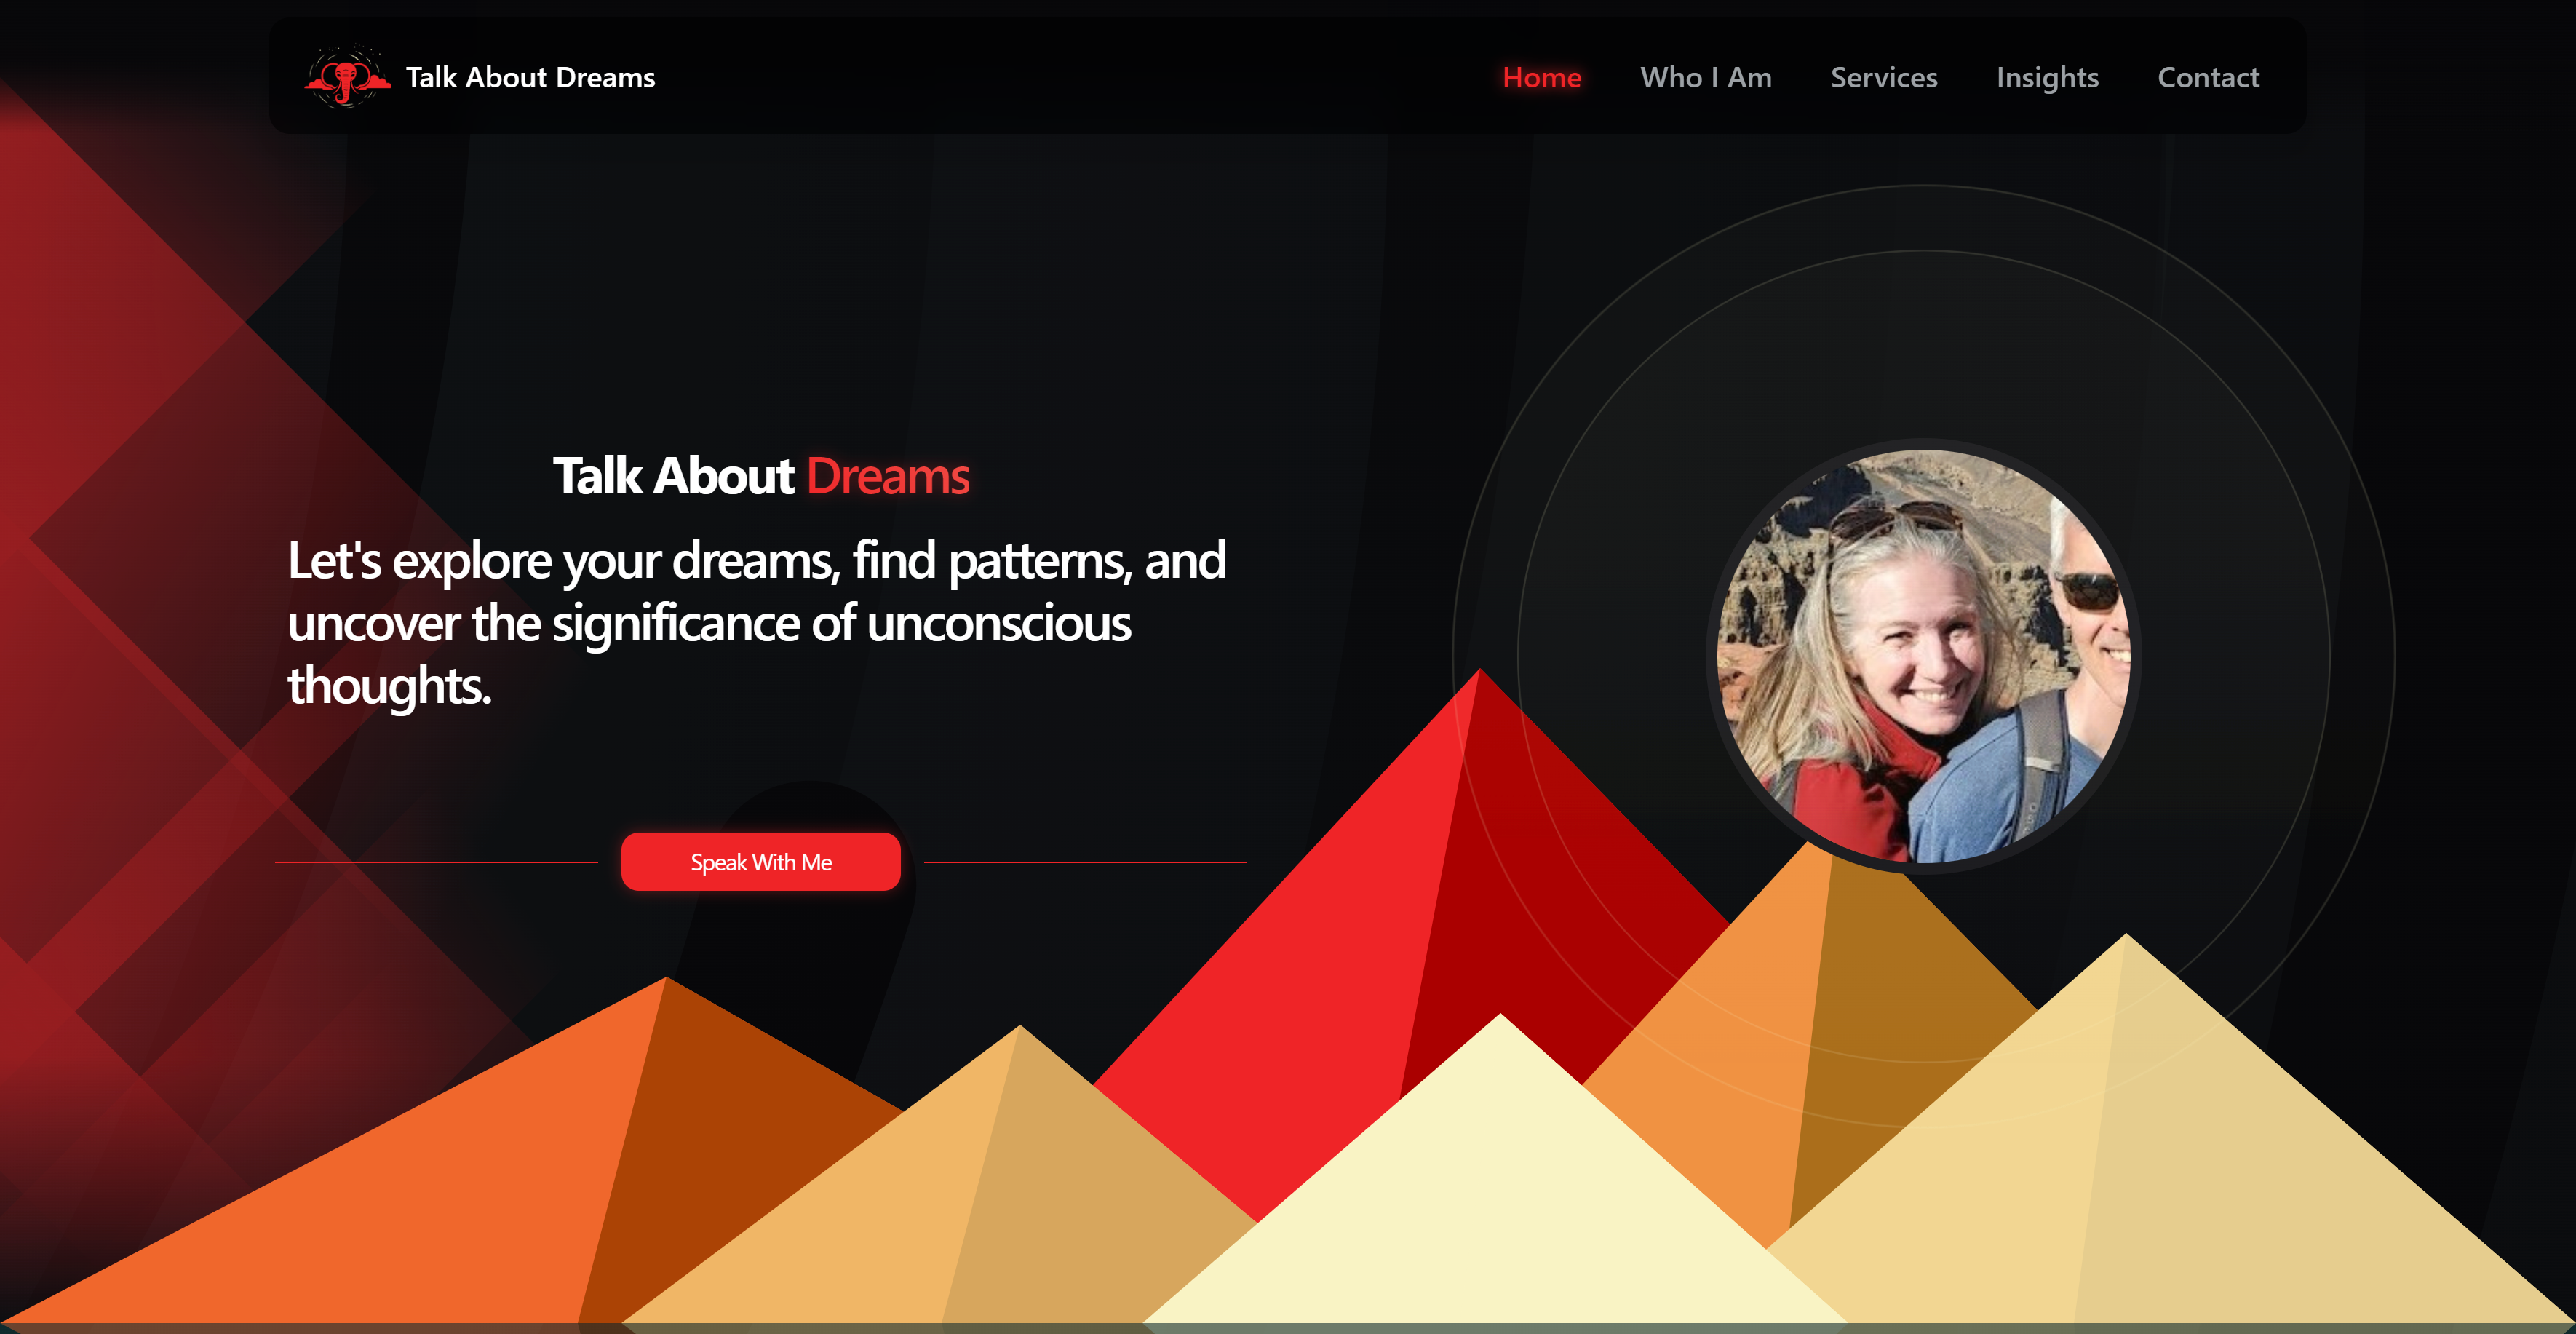 Talk About Dreams
Home
Who I Am
Services
Insights
Contact
Talk About Dreams
Let's explore your dreams, find patterns, and
uncover the significance of unconscious
thoughts.
Speak With Me